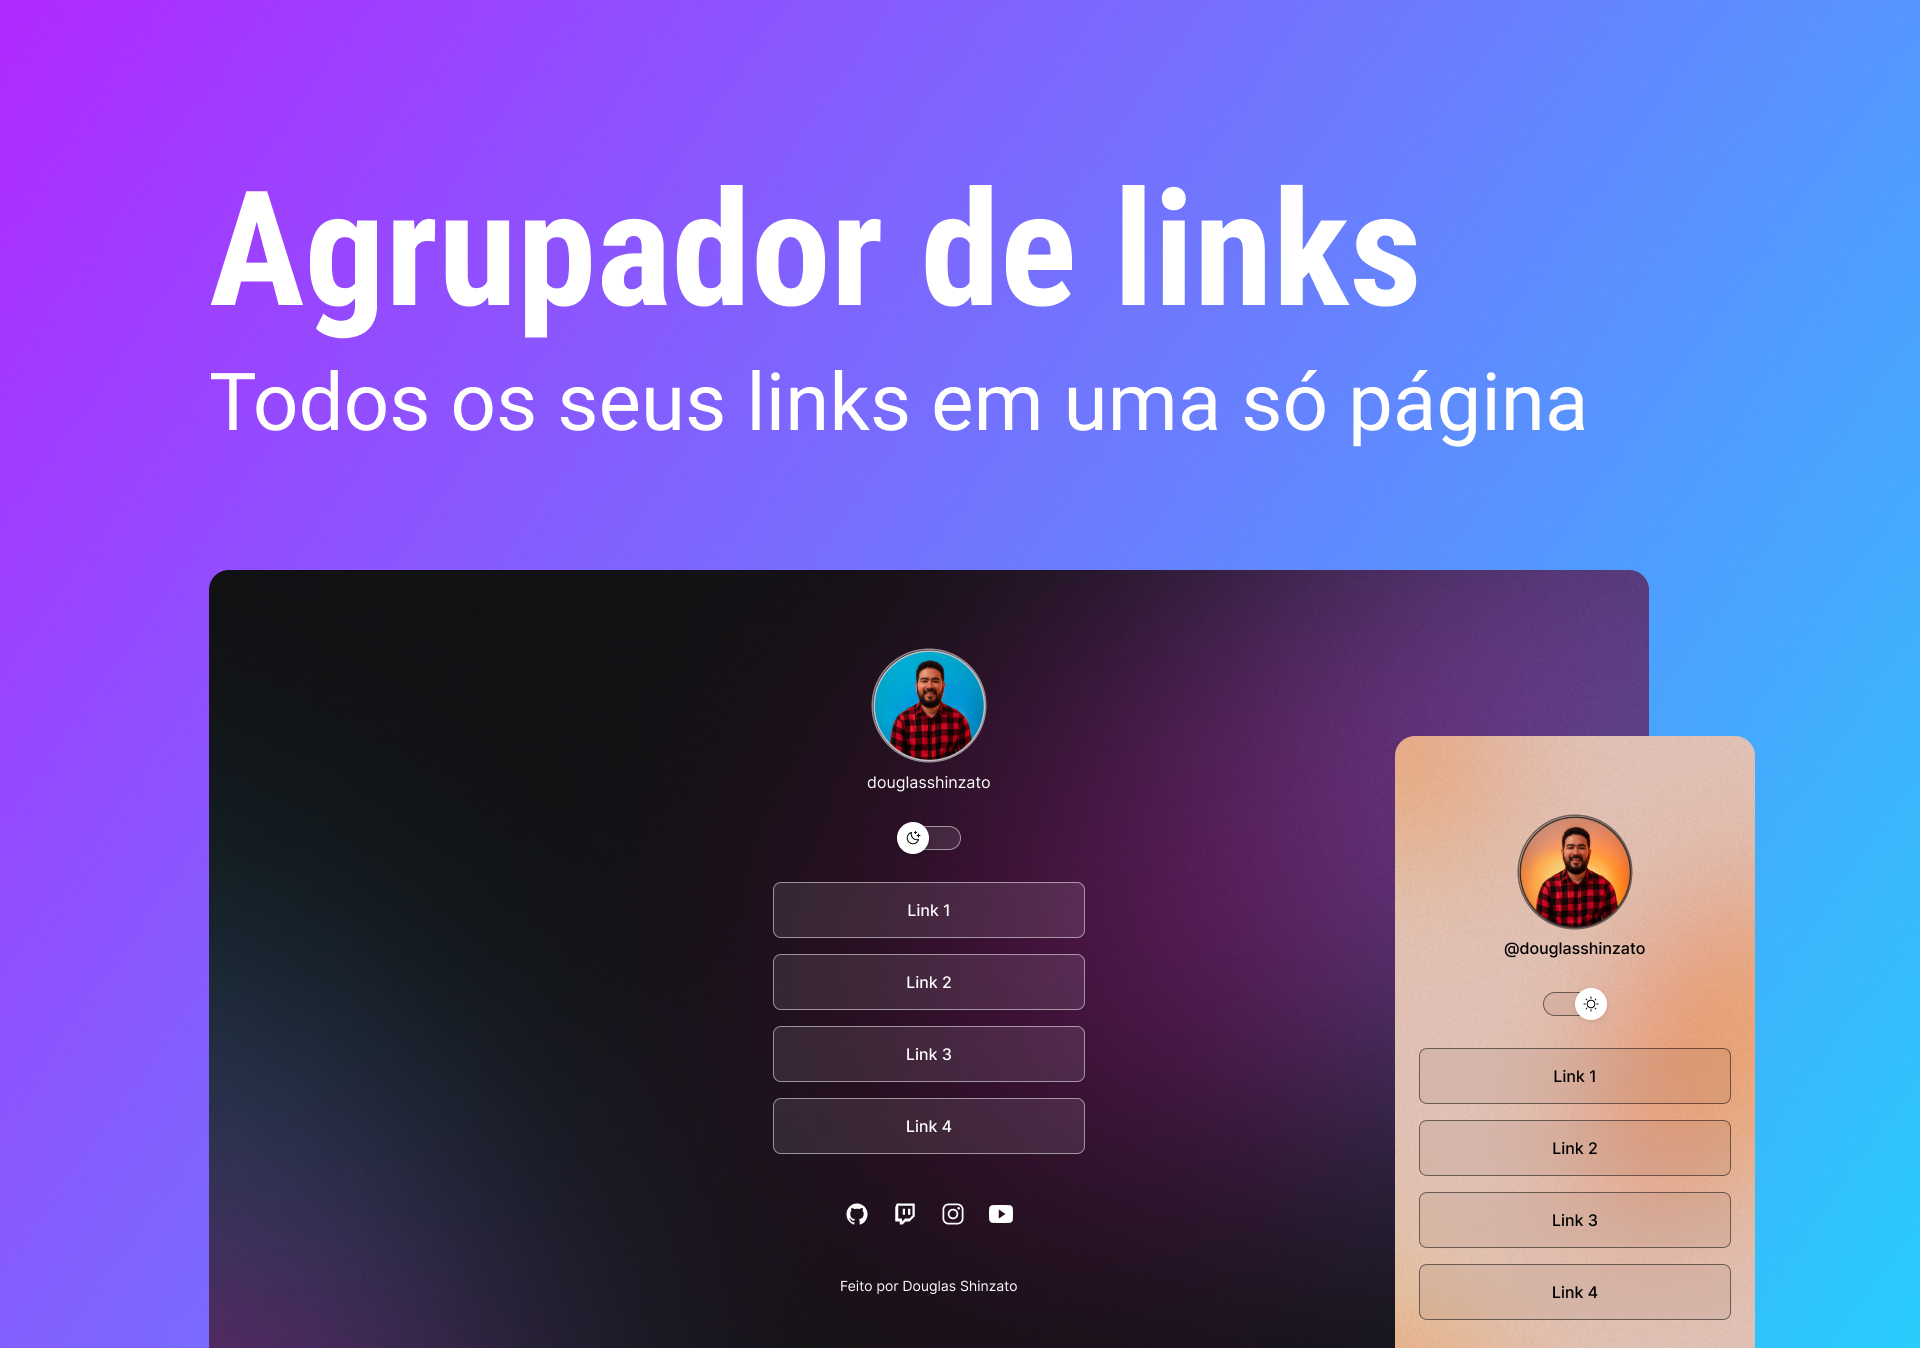 Agrupador de links
Todos os seus links em uma só página
douglasshinzato
Link 1
Link 2
Link 3
Link 4
Feito por Douglas Shinzato
@douglasshinzato
Link 1
Link 2
Link 3
Link 4